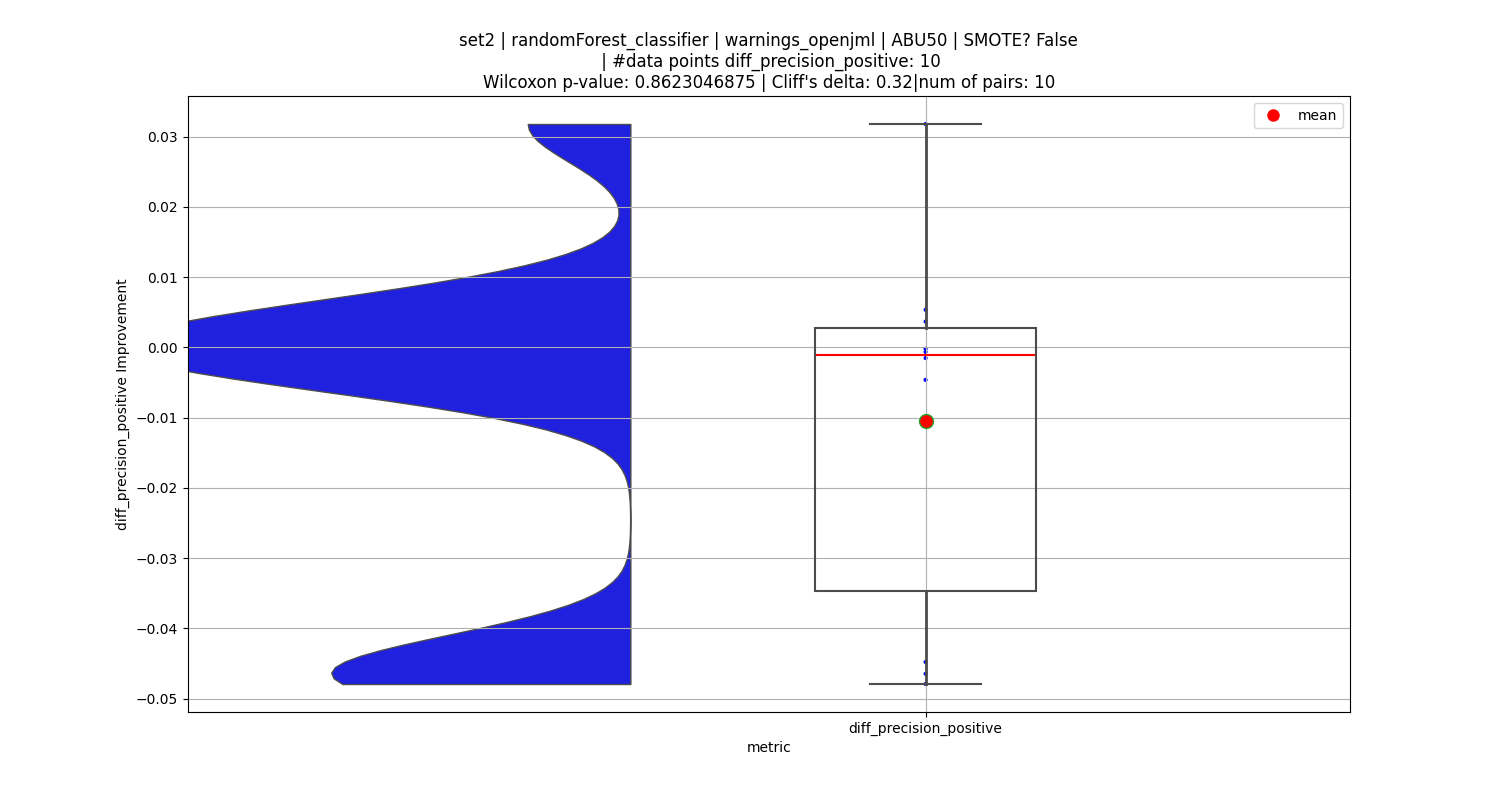 set2 | randomForest_classifier | warnings_openjml | ABU50 | SMOTE? False
| #data points diff_precision_positive: 10
Wilcoxon p-value: 0.8623046875 | Cliff's delta: 0.32|num of pairs: 10
mean
0.03
0.02
0.01
0.00
−0.01
−0.02
−0.03
−0.04
−0.05
diff_precision_positive Improvement
diff_precision_positive
metric